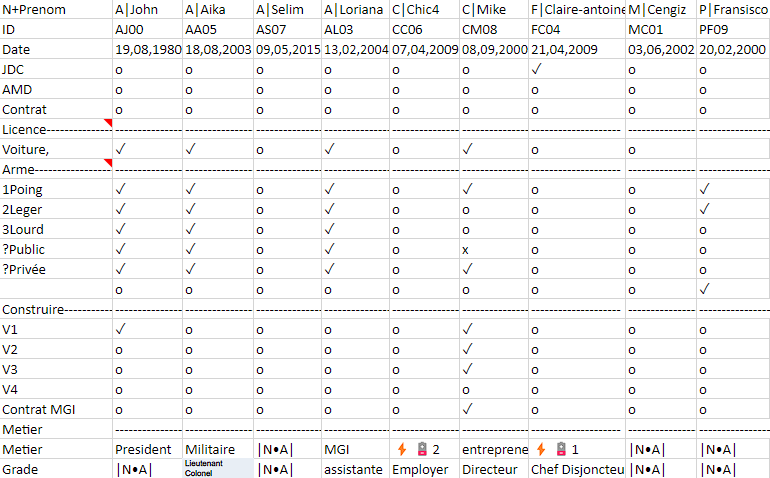 N+Prenom A|John A|Aika A|Selim A|Loriana C|Chic4 C|Mike F|Claire-antoine M|Cengiz P|Fransisco
ID AJ00 AA05 AS07 AL03 CC06 CM08 FC04 MC01 PF09
Date 19,08,1980 18,08,2003 09,05,2015 13,02,2004 07,04,2009 08,09,2000 21,04,2009 03,06,2002 20,02,2000
JDC o o o o o o ✓ o o
AMD o o o o o o o o o
Contrat o o o o o o o o o
Licence--------------- ---------------- ---------------- ---------------- ---------------- ---------------- ---------------- ---------------- ----------------
Voiture, ✓ ✓ o ✓ o ✓ o o
Arme------------------ ---------------- ---------------- ---------------- ---------------- ---------------- ---------------- ---------------- ---------------- ----------------
1Poing ✓ ✓ o ✓ o ✓ o o ✓
2Leger ✓ ✓ o ✓ o o o o ✓
3Lourd ✓ ✓ o ✓ o o o o o
?Public ✓ ✓ o ✓ o x o o o
?Privée ✓ ✓ o ✓ o ✓ o o o
o o o o o o o o ✓
Construire------------ ---------------- ---------------- ---------------- ---------------- ---------------- ---------------- ---------------- ---------------- ----------------
V1 ✓ o o o o ✓ o o o
V2 o o o o o ✓ o o o
V3 o o o o o ✓ o o o
V4 o o o o o o o o o
Contrat MGI o o o o o ✓ o o o
Metier ---------------- ---------------- ---------------- ---------------- ---------------- ---------------- ---------------- ---------------- ----------------
Metier President Militaire |N•A| MGI ⚡ 🔋 2 entreprene ⚡ 🔋 1 |N•A| |N•A|
Grade |N•A| Lieutenant Colonel |N•A| assistante Employer Directeur Chef Disjoncteu |N•A| |N•A|